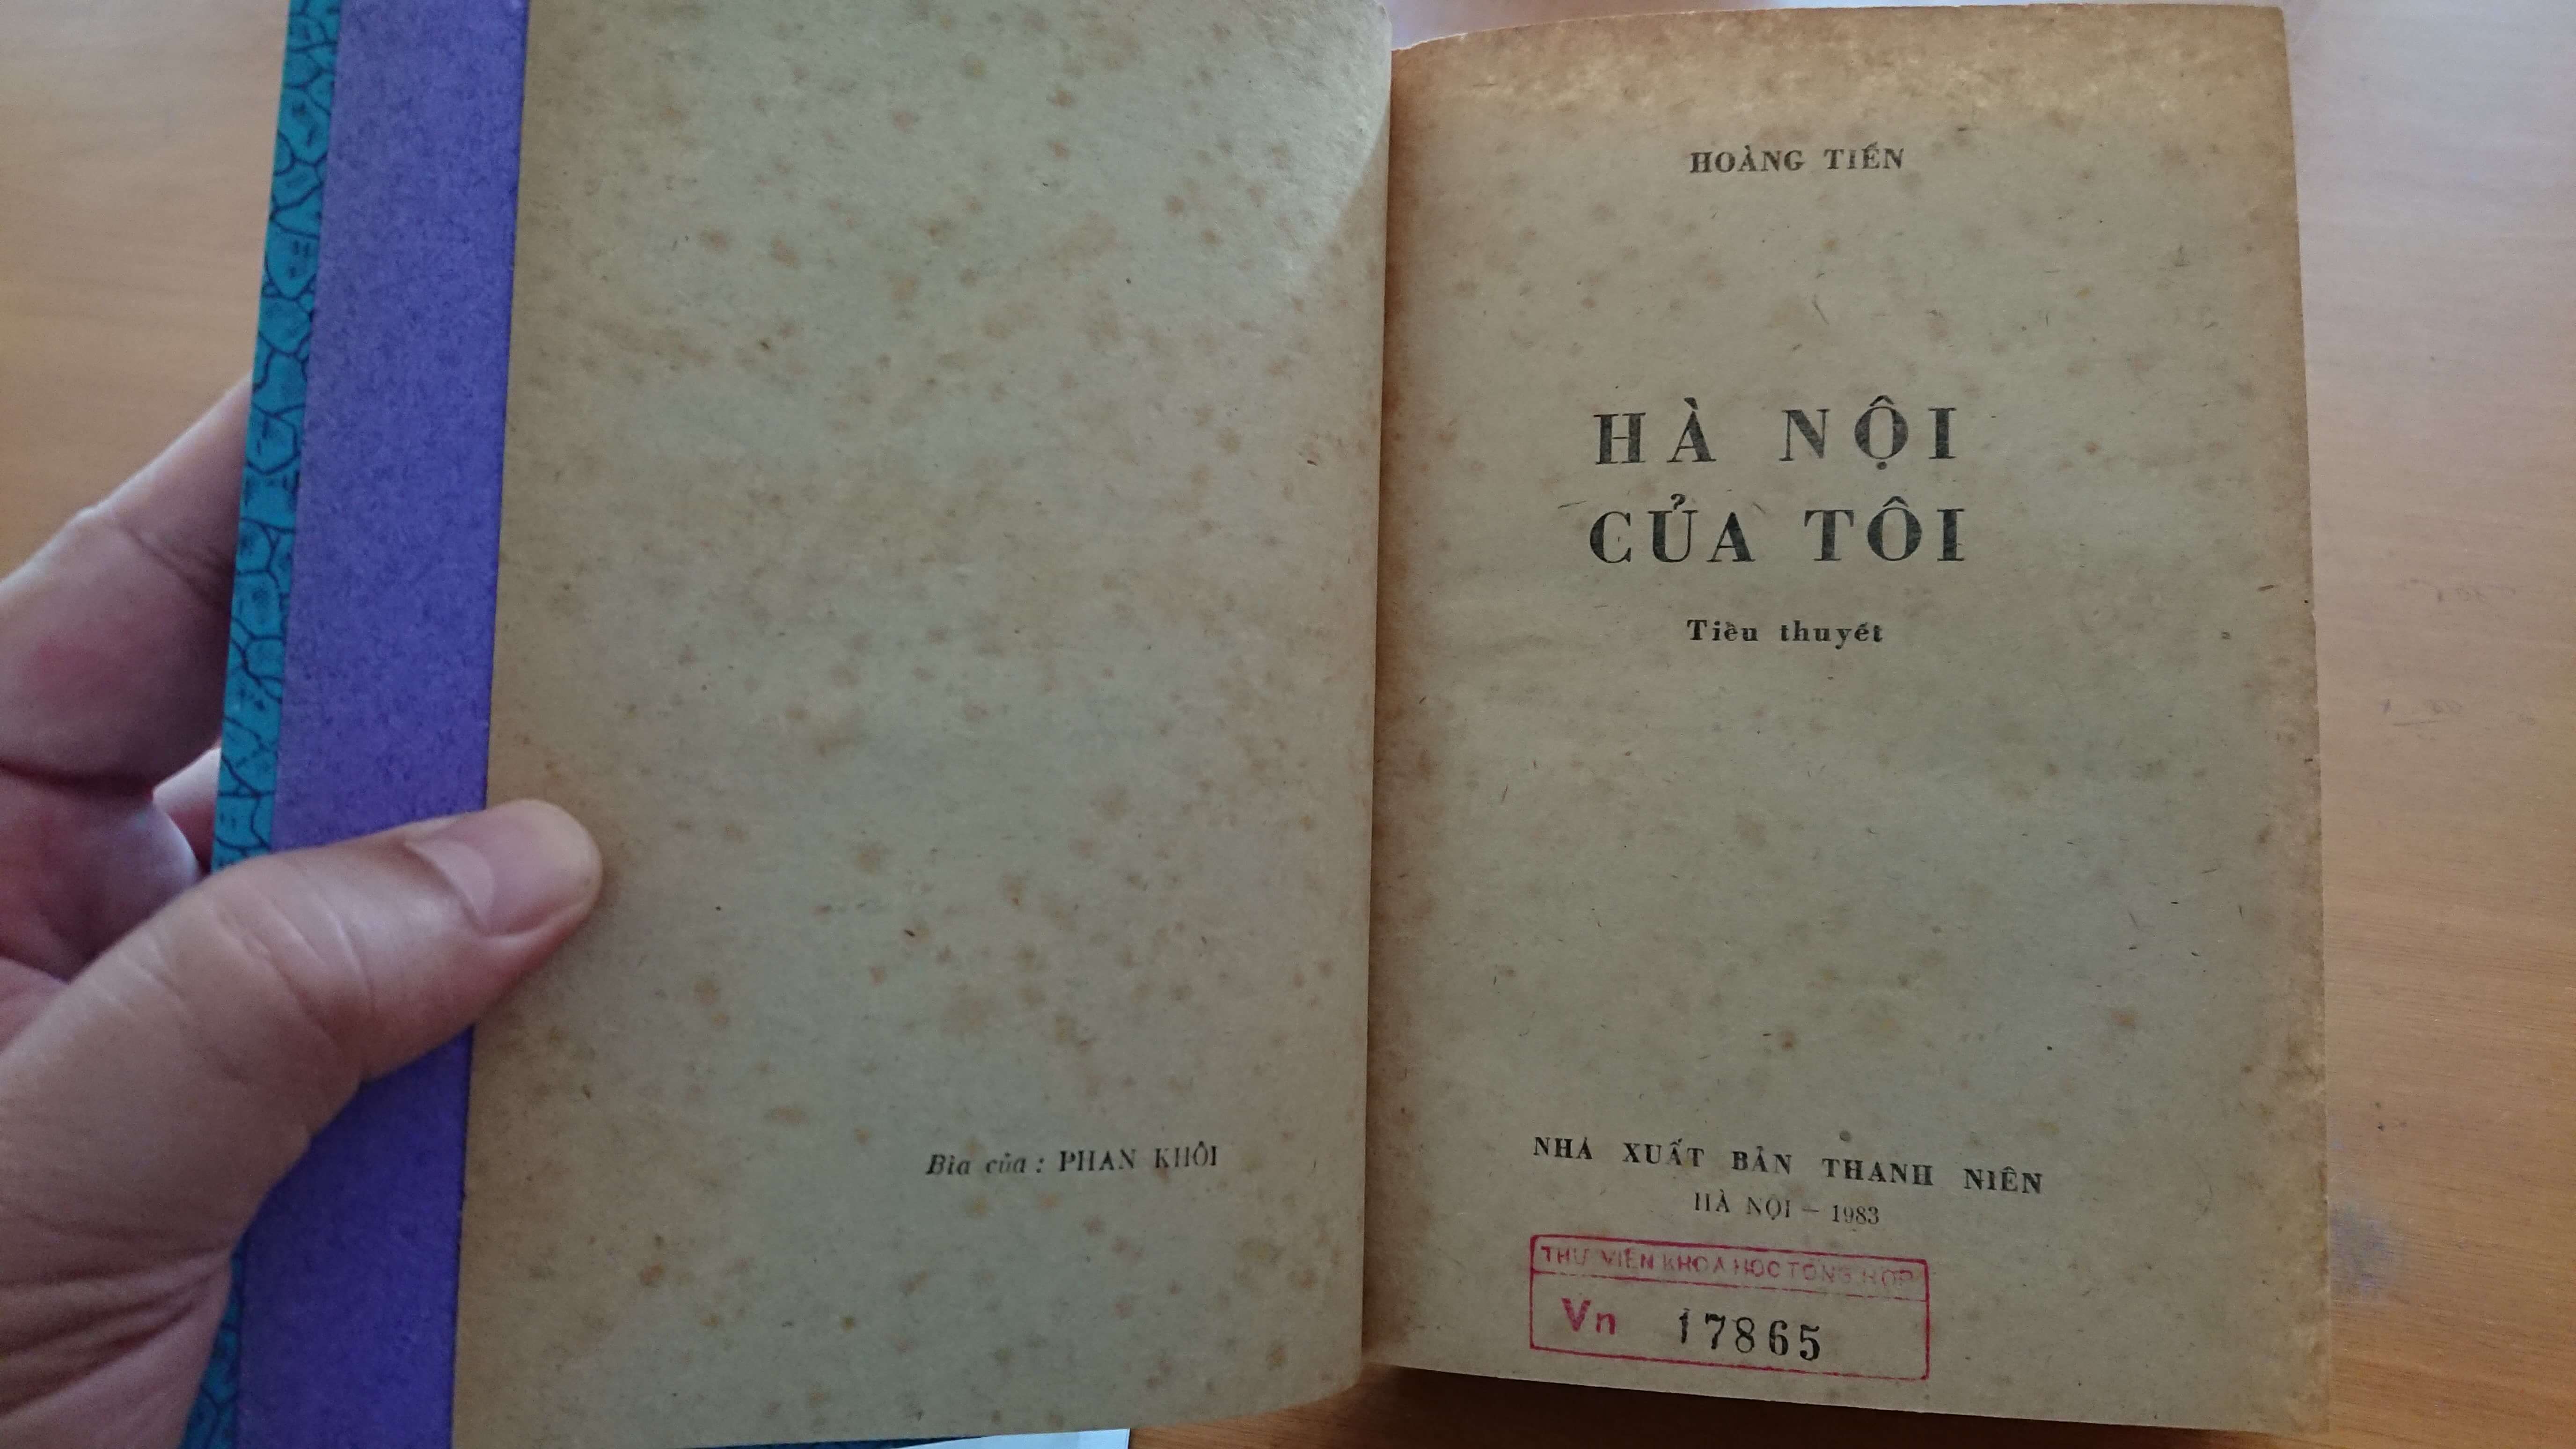 Bìa của : PHAN KHÔI
HOÀNG TIẾN
HÀ NỘI
CỦA TÔI
Tiểu thuyết
NHÀ XUẤT BẢN THANH NIÊN
HÀ NỘI – 1983
THƯ VIỆN KHOA HỌC TỔNG HỢP
Vn 17865